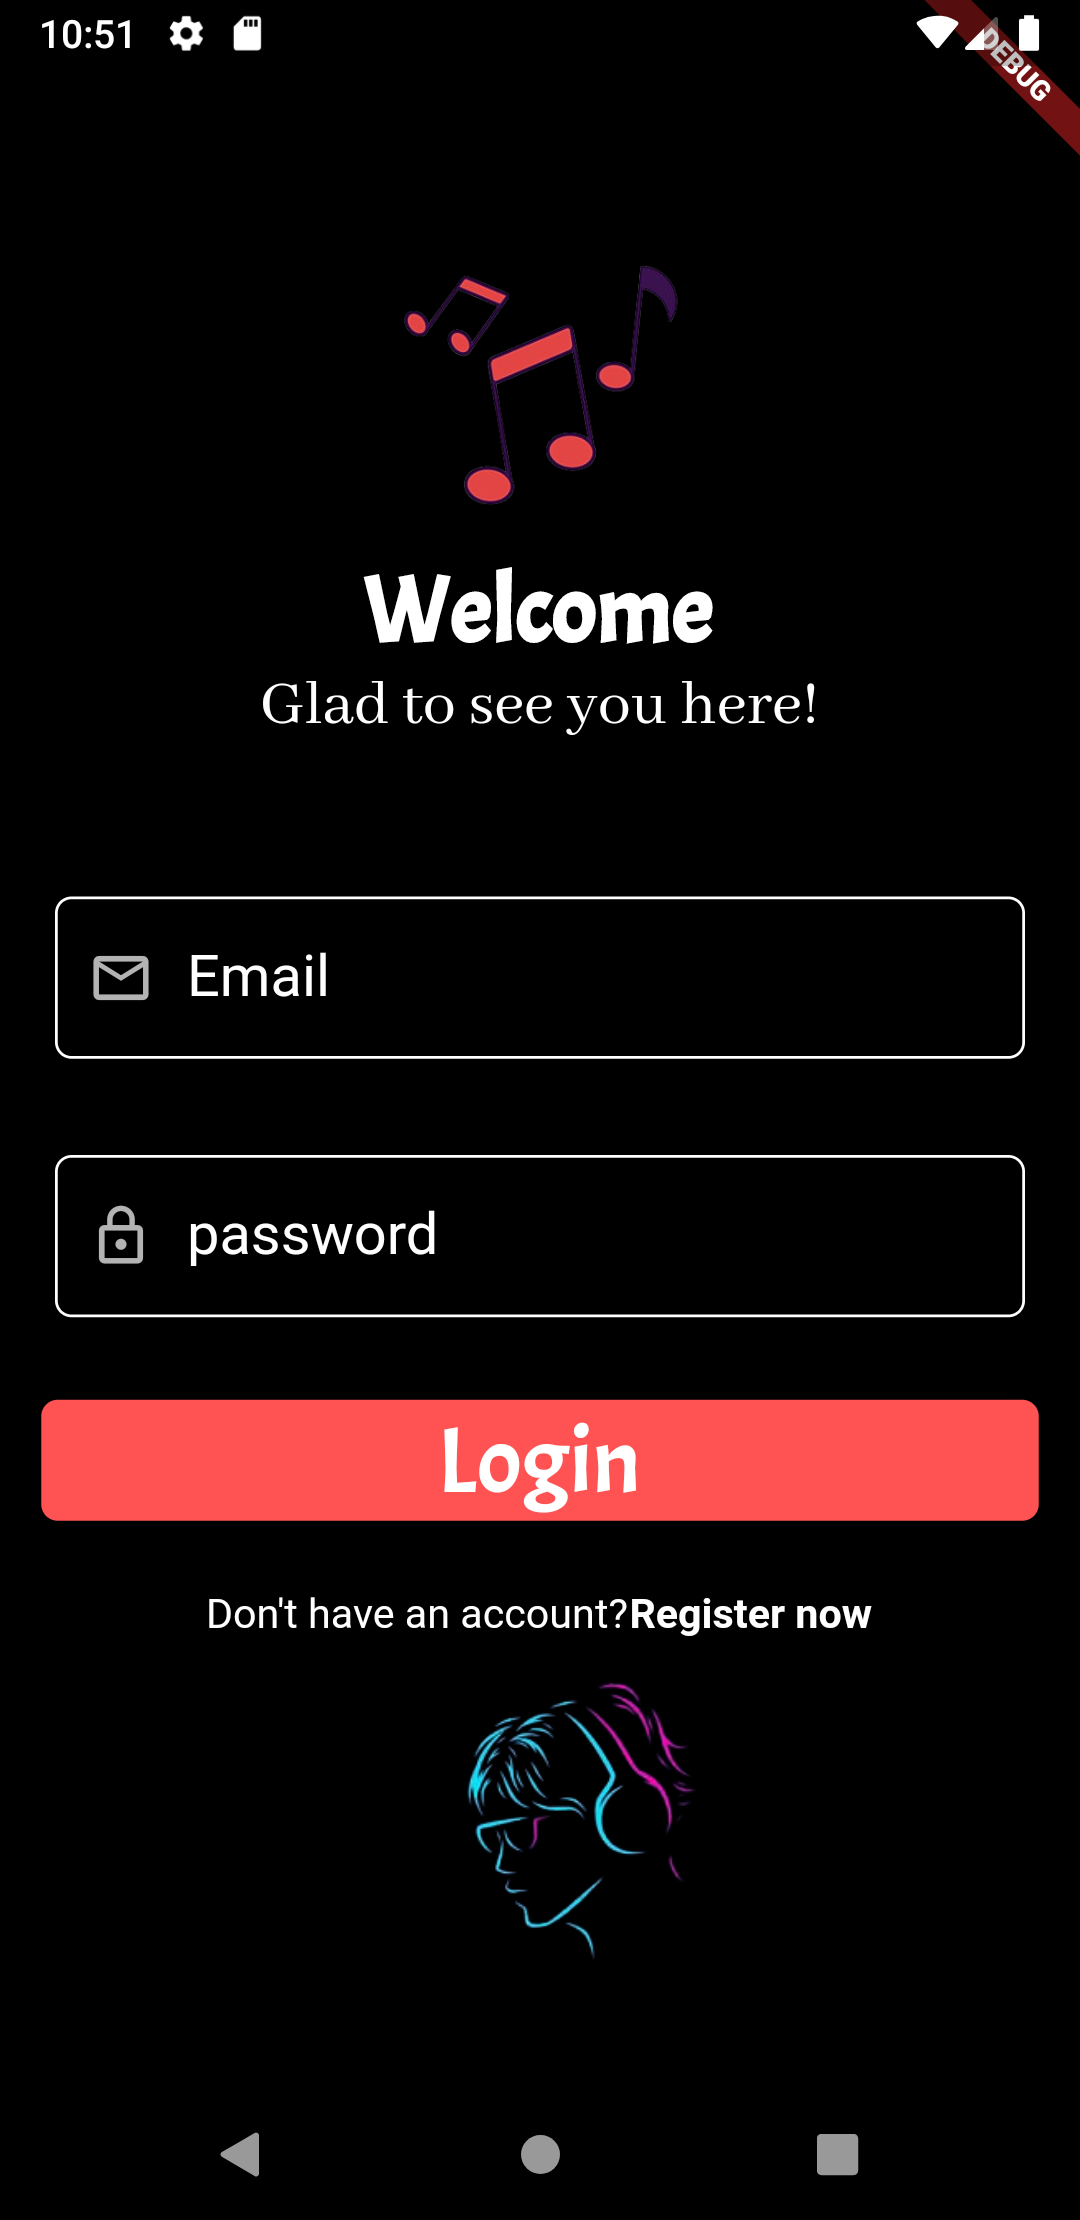 10:51
DEBUG
Welcome
Glad to see you here!
Email
password
Login
Don't have an account?Register now